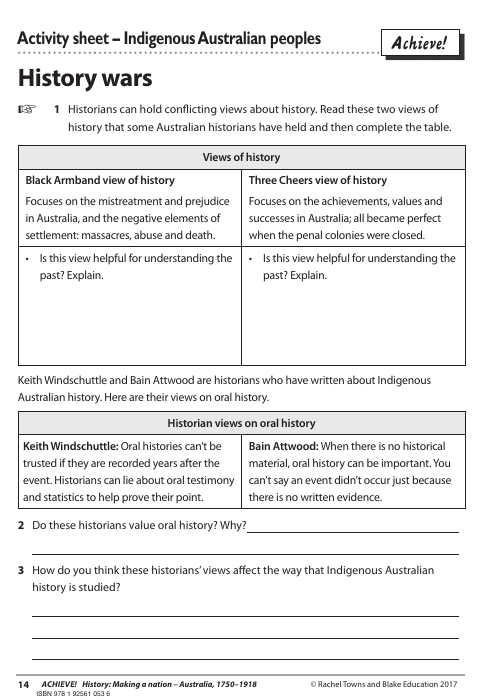 Activity sheet – Indigenous Australian peoples
Achieve!
History wars
1 Historians can hold conflicting views about history. Read these two views of
history that some Australian historians have held and then complete the table.
Views of history
Black Armband view of history
Focuses on the mistreatment and prejudice
in Australia, and the negative elements of
settlement: massacres, abuse and death.
Three Cheers view of history
Focuses on the achievements, values and
successes in Australia; all became perfect
when the penal colonies were closed.
• Is this view helpful for understanding the
past? Explain.
• Is this view helpful for understanding the
past? Explain.
Keith Windschuttle and Bain Attwood are historians who have written about Indigenous
Australian history. Here are their views on oral history.
Historian views on oral history
Keith Windschuttle: Oral histories can't be
trusted if they are recorded years after the
event. Historians can lie about oral testimony
and statistics to help prove their point.
Bain Attwood: When there is no historical
material, oral history can be important. You
can't say an event didn't occur just because
there is no written evidence.
2 Do these historians value oral history? Why?
3 How do you think these historians' views affect the way that Indigenous Australian
history is studied?
14 ACHIEVE! History: Making a nation – Australia, 1750–1918
© Rachel Towns and Blake Education 2017
ISBN 978 1 92561 053 6